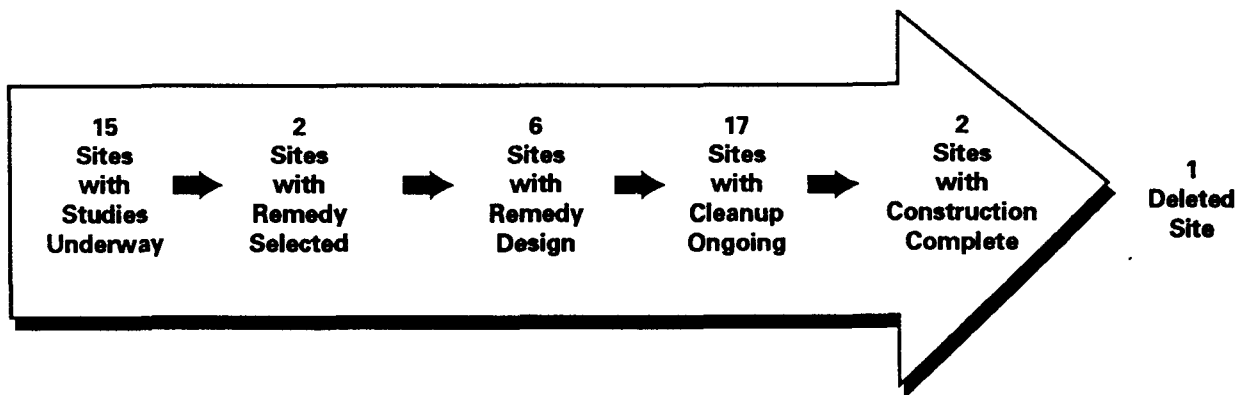 15
Sites
with
Studies
Underway
2
Sites
with
Remedy
Selected
6
Sites
with
Remedy
Design
17
Sites
with
Cleanup
Ongoing
2
Sites
with
Construction
Complete
1
Deleted
Site